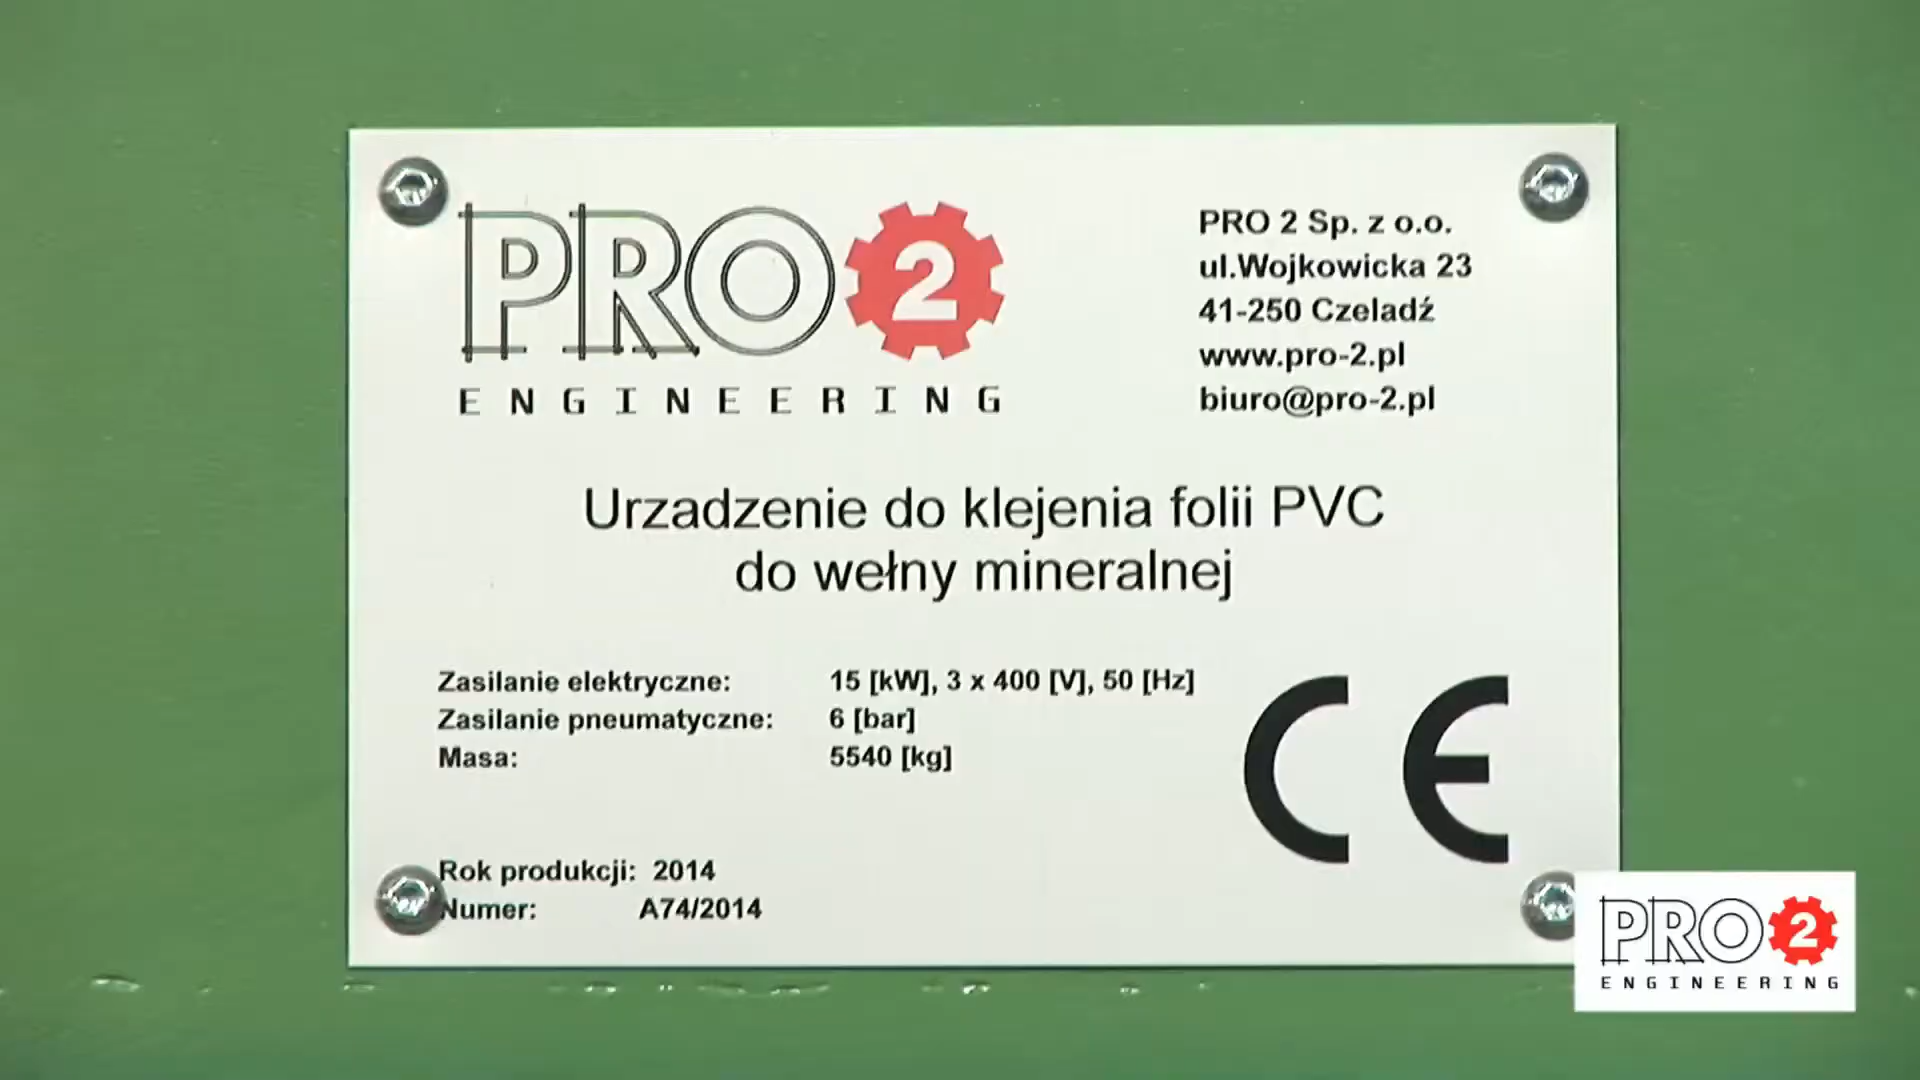 PRO 2
ENGINEERING
PRO 2 Sp. z o.o.
ul.Wojkowicka 23
41-250 Czeladź
www.pro-2.pl
biuro@pro-2.pl
Urzadzenie do klejenia folii PVC
do wełny mineralnej
Zasilanie elektryczne: 15 [kW], 3 x 400 [V], 50 [Hz]
Zasilanie pneumatyczne: 6 [bar]
Masa: 5540 [kg]
CE
Rok produkcji: 2014
Numer: A74/2014
PRO 2
ENGINEERING